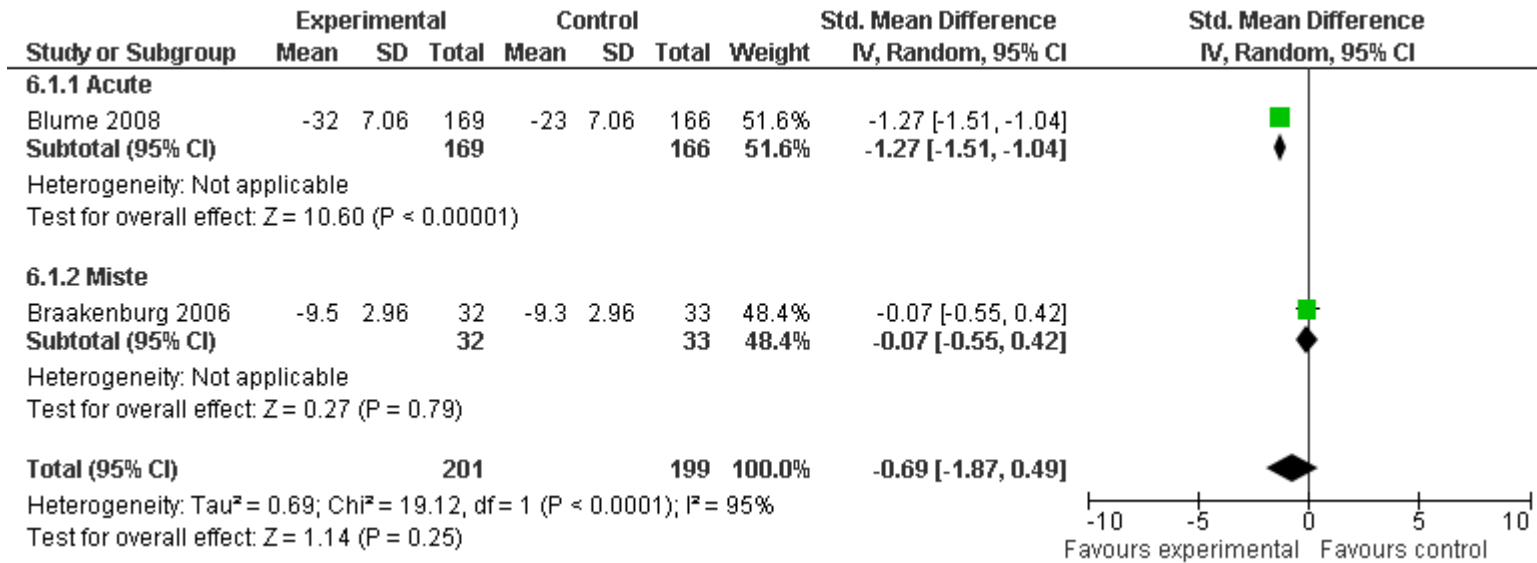 Experimental Control Std. Mean Difference Std. Mean Difference
Study or Subgroup Mean SD Total Mean SD Total Weight IV, Random, 95% CI IV, Random, 95% CI
6.1.1 Acute
Blume 2008 -32 7.06 169 -23 7.06 166 51.6% -1.27 [-1.51, -1.04]
Subtotal (95% CI) 169 166 51.6% -1.27 [-1.51, -1.04]
Heterogeneity: Not applicable
Test for overall effect: Z = 10.60 (P < 0.00001)
6.1.2 Miste
Braakenburg 2006 -9.5 2.96 32 -9.3 2.96 33 48.4% -0.07 [-0.55, 0.42]
Subtotal (95% CI) 32 33 48.4% -0.07 [-0.55, 0.42]
Heterogeneity: Not applicable
Test for overall effect: Z = 0.27 (P = 0.79)
Total (95% CI) 201 199 100.0% -0.69 [-1.87, 0.49]
Heterogeneity: Tau² = 0.69; Chi² = 19.12, df = 1 (P < 0.0001); I² = 95%
Test for overall effect: Z = 1.14 (P = 0.25)
-10 -5 0 5 10
Favours experimental Favours control